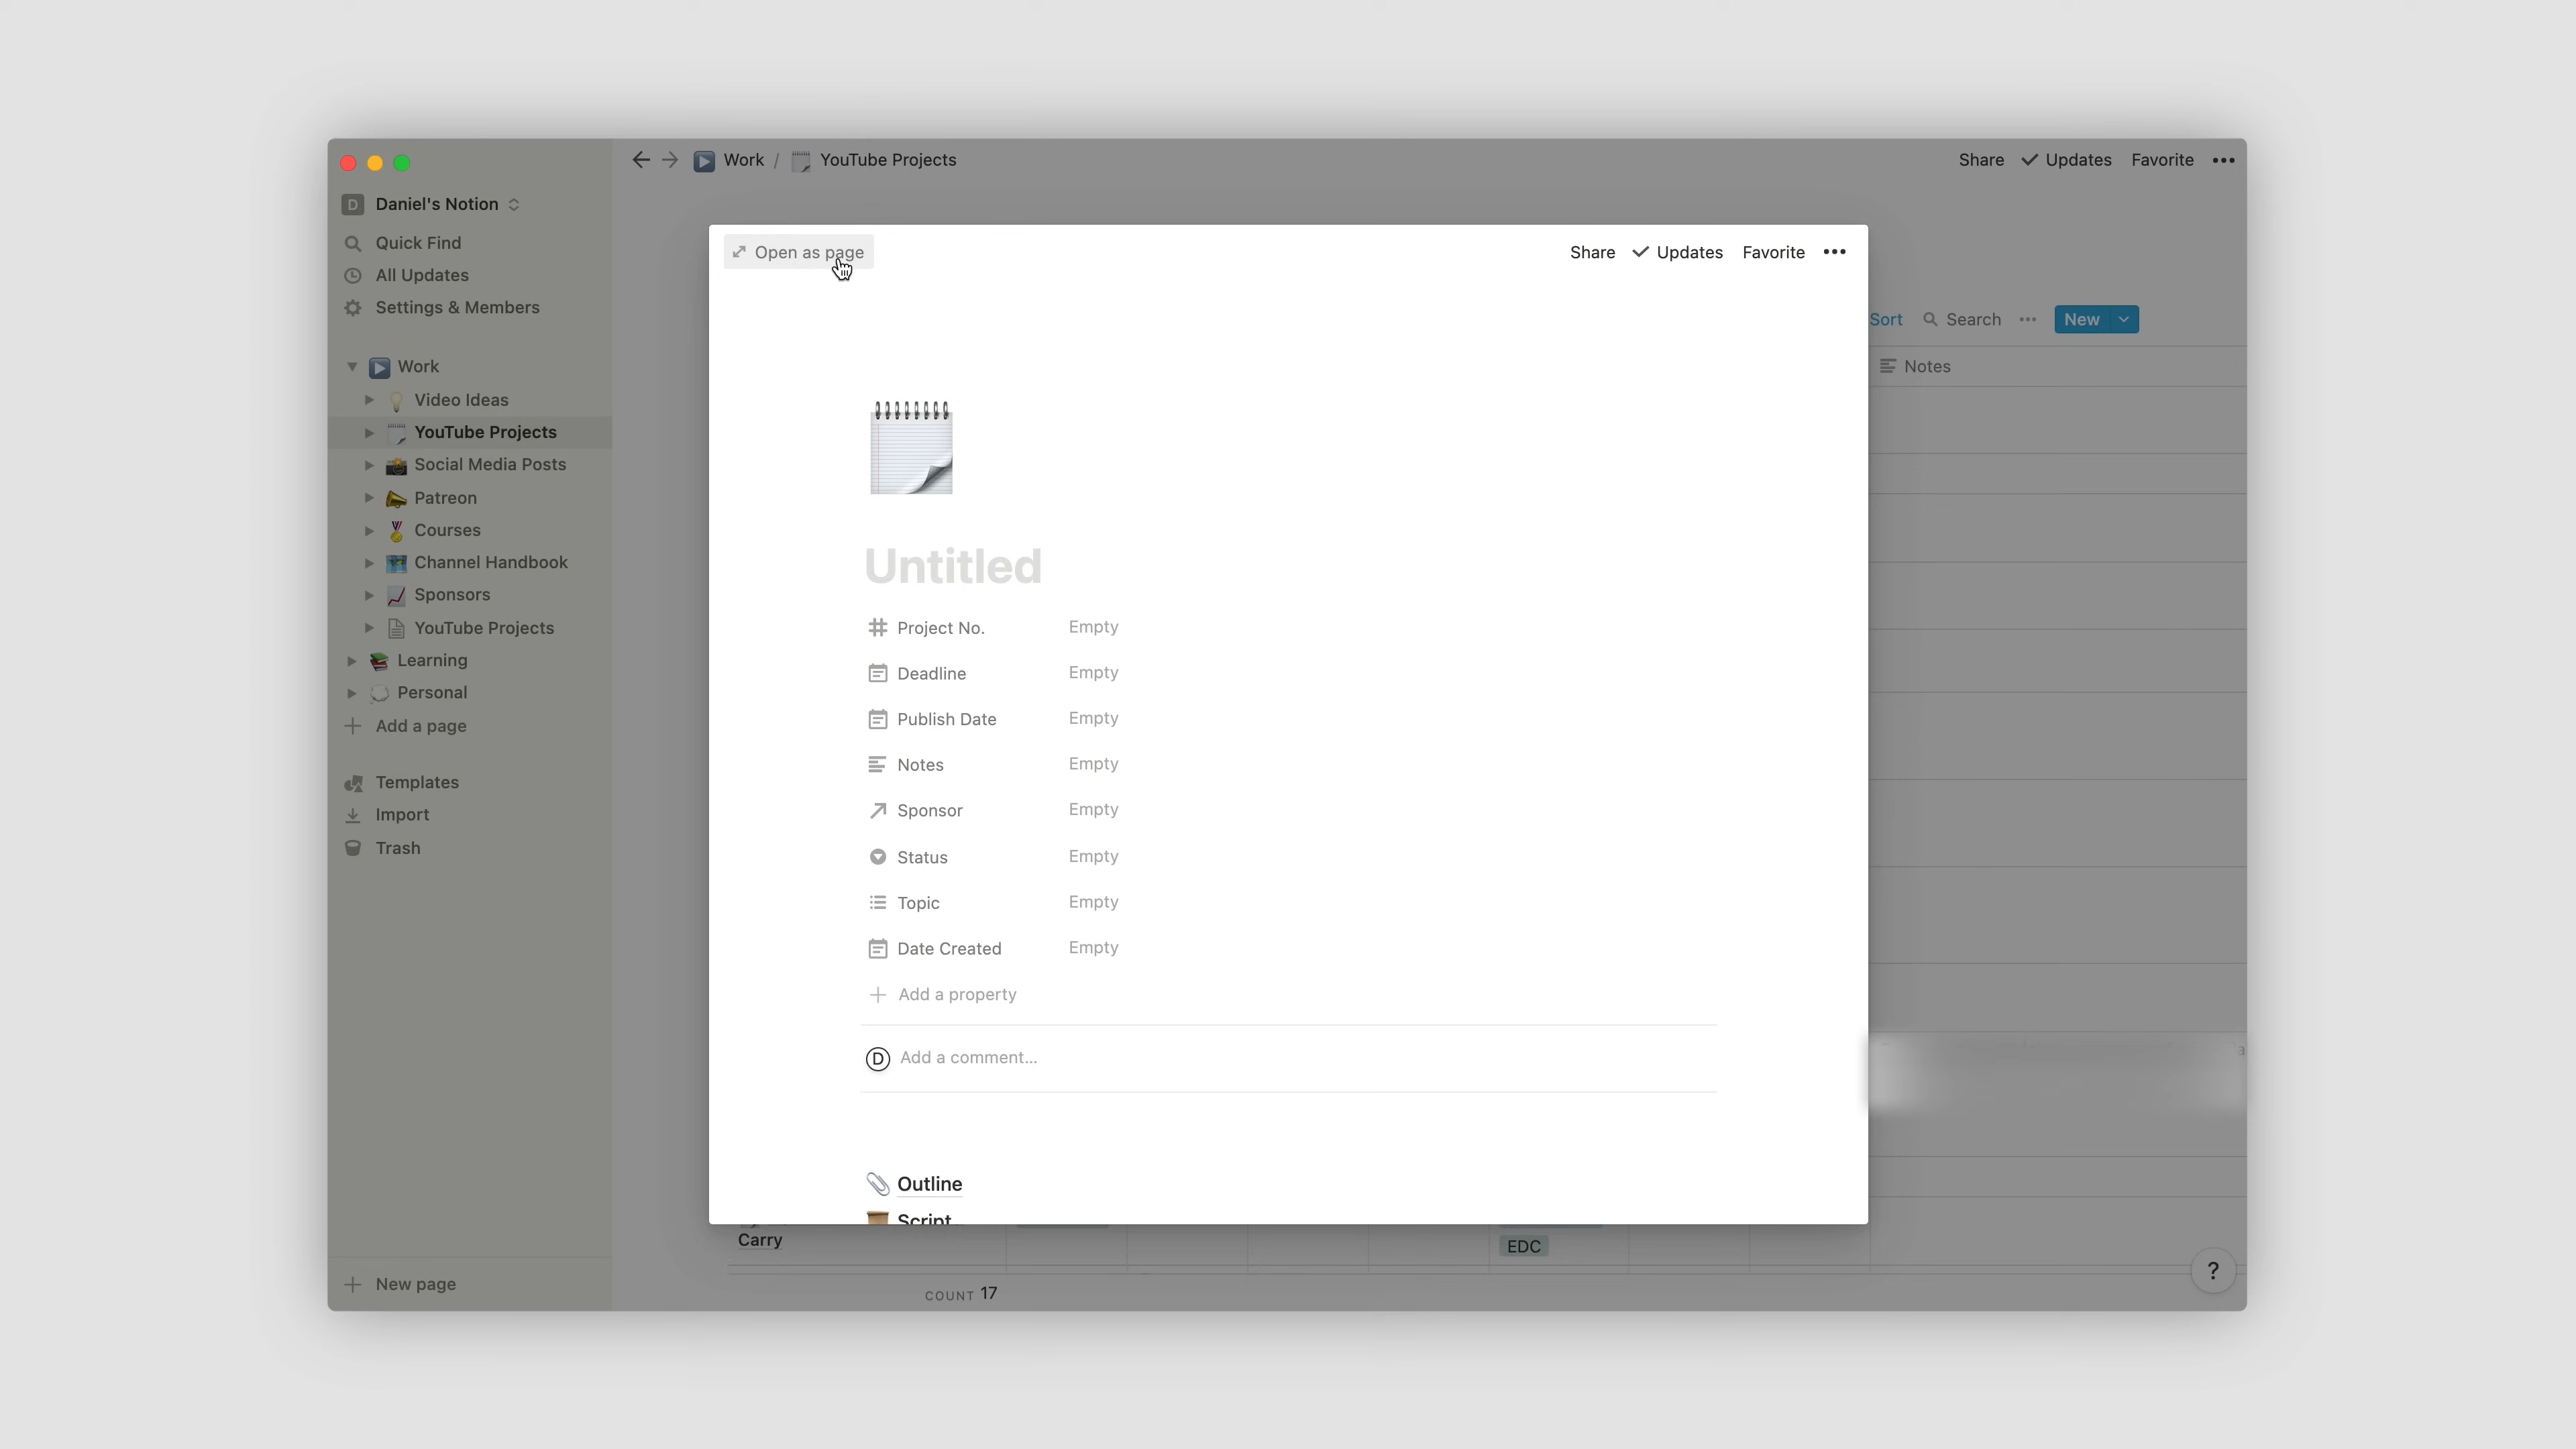 Work / YouTube Projects
Share Updates Favorite
D Daniel's Notion
Quick Find
All Updates
Settings & Members
Work
Video Ideas
YouTube Projects
Social Media Posts
Patreon
Courses
Channel Handbook
Sponsors
YouTube Projects
Learning
Personal
Add a page
Templates
Import
Trash
New page
Open as page
Share Updates Favorite
Untitled
Project No. Empty
Deadline Empty
Publish Date Empty
Notes Empty
Sponsor Empty
Status Empty
Topic Empty
Date Created Empty
Add a property
D Add a comment...
Outline
Script
Sort Search New
Notes
Carry
EDC
COUNT 17
?